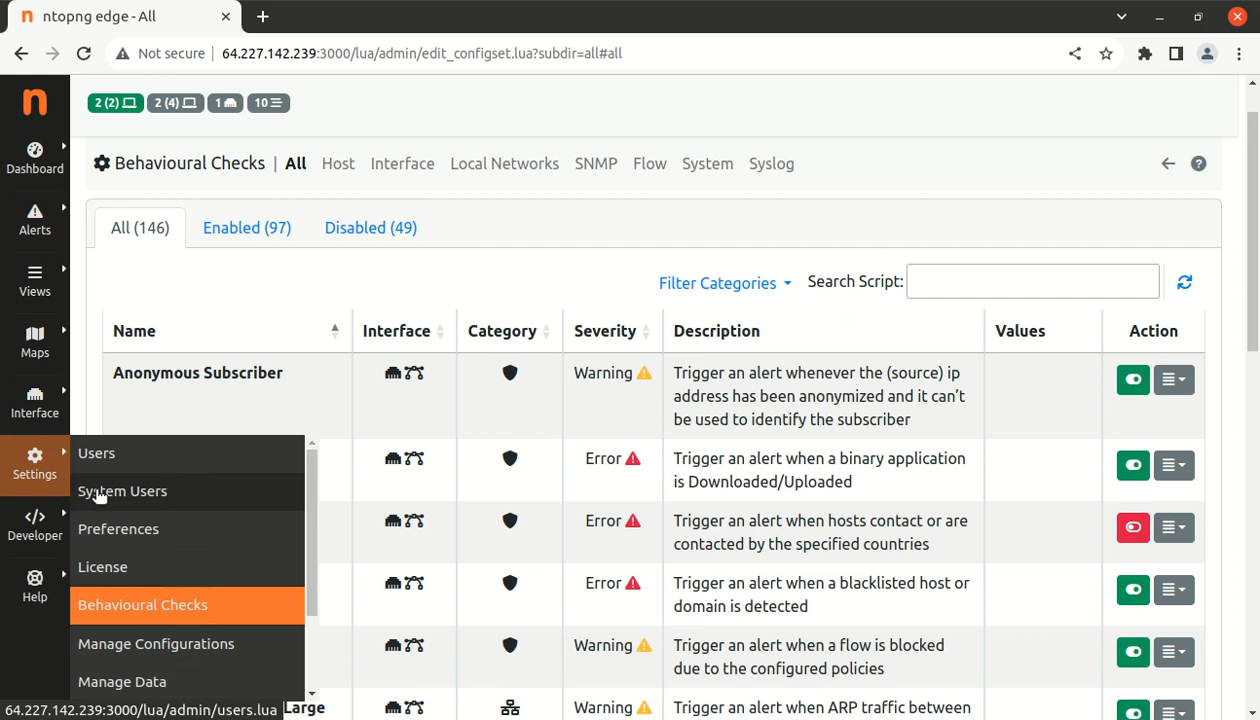 ntopng edge - All
Not secure
64.227.142.239:3000/lua/admin/edit_configset.lua?subdir=all#all
n
2 (2)
2 (4)
1
10
Behavioural Checks | All Host Interface Local Networks SNMP Flow System Syslog
All (146) Enabled (97) Disabled (49)
Filter Categories Search Script:
Name Interface Category Severity Description Values Action
Anonymous Subscriber Warning Trigger an alert whenever the (source) ip
address has been anonymized and it can't
be used to identify the subscriber
Error Trigger an alert when a binary application
is Downloaded/Uploaded
Error Trigger an alert when hosts contact or are
contacted by the specified countries
Error Trigger an alert when a blacklisted host or
domain is detected
Warning Trigger an alert when a flow is blocked
due to the configured policies
Large Warning Trigger an alert when ARP traffic between
Dashboard
Alerts
Views
Maps
Interface
Settings
Developer
Help
Users
System Users
Preferences
License
Behavioural Checks
Manage Configurations
Manage Data
64.227.142.239:3000/lua/admin/users.lua